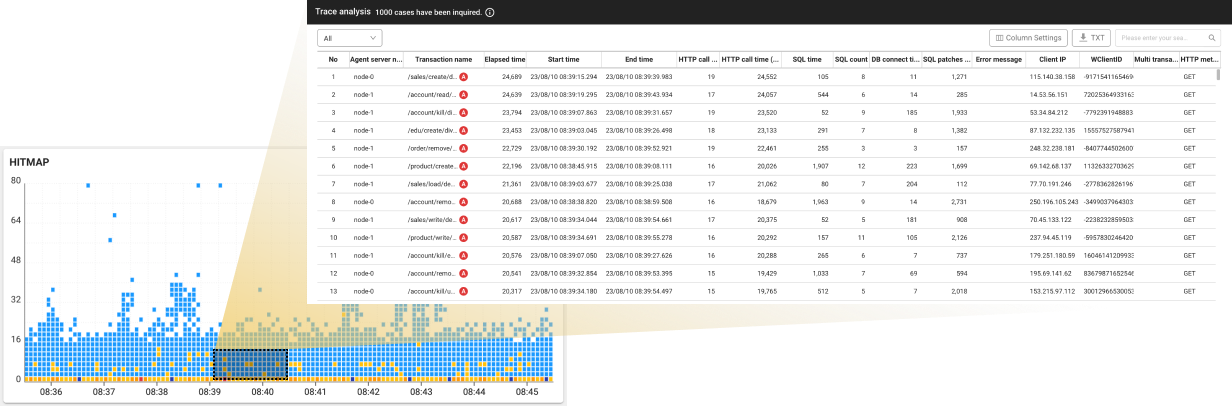 Trace analysis 1000 cases have been inquired.
All
Column Settings TXT Please enter your sea...
No Agent server n... Transaction name Elapsed time Start time End time HTTP call ... HTTP call time (... SQL time SQL count DB connect ti... SQL patches ... Error message Client IP WClientID Multi transa... HTTP met...
1 node-0 /sales/create/d... A 24,689 23/08/10 08:39:15.294 23/08/10 08:39:39.983 19 24,552 105 8 11 1,271 115.140.38.158 GET
2 node-1 /account/read/... A 24,639 23/08/10 08:39:19.295 23/08/10 08:39:43.934 17 24,057 544 6 14 285 14.53.56.151 GET
3 node-1 /account/kill/di... A 23,794 23/08/10 08:39:07.863 23/08/10 08:39:31.657 19 23,520 52 9 185 1,933 53.34.84.212 GET
4 node-1 /edu/create/div... A 23,453 23/08/10 08:39:03.045 23/08/10 08:39:26.498 18 23,133 291 7 8 1,382 87.132.232.135 GET
5 node-1 /order/remove/... A 22,729 23/08/10 08:39:30.192 23/08/10 08:39:52.921 19 22,461 255 3 3 157 248.32.238.181 GET
6 node-1 /product/create... A 22,196 23/08/10 08:38:45.915 23/08/10 08:39:08.111 16 20,026 1,907 12 223 1,699 69.142.68.137 GET
7 node-1 /sales/load/de... A 21,361 23/08/10 08:39:03.677 23/08/10 08:39:25.038 17 21,062 80 7 204 112 77.70.191.246 GET
8 node-0 /account/remo... A 20,688 23/08/10 08:38:38.820 23/08/10 08:38:59.508 16 18,679 1,963 9 14 2,731 250.196.105.243 GET
9 node-1 /sales/write/de... A 20,617 23/08/10 08:39:34.044 23/08/10 08:39:54.661 17 20,375 52 5 181 908 70.45.133.122 GET
10 node-1 /product/write/... A 20,587 23/08/10 08:39:34.691 23/08/10 08:39:55.278 16 20,292 157 11 105 2,126 237.94.45.119 GET
11 node-1 /account/kill/e... A 20,576 23/08/10 08:39:07.050 23/08/10 08:39:27.626 16 20,288 265 6 7 737 179.251.180.59 GET
12 node-0 /account/remo... A 20,541 23/08/10 08:39:32.854 23/08/10 08:39:53.395 15 19,429 1,033 7 69 594 195.69.141.62 GET
13 node-0 /account/kill/u... A 20,317 23/08/10 08:39:34.180 23/08/10 08:39:54.497 15 19,765 512 5 7 2,018 153.215.97.112 GET
HITMAP
80
64
48
32
16
0
08:36 08:37 08:38 08:39 08:40 08:41 08:42 08:43 08:44 08:45